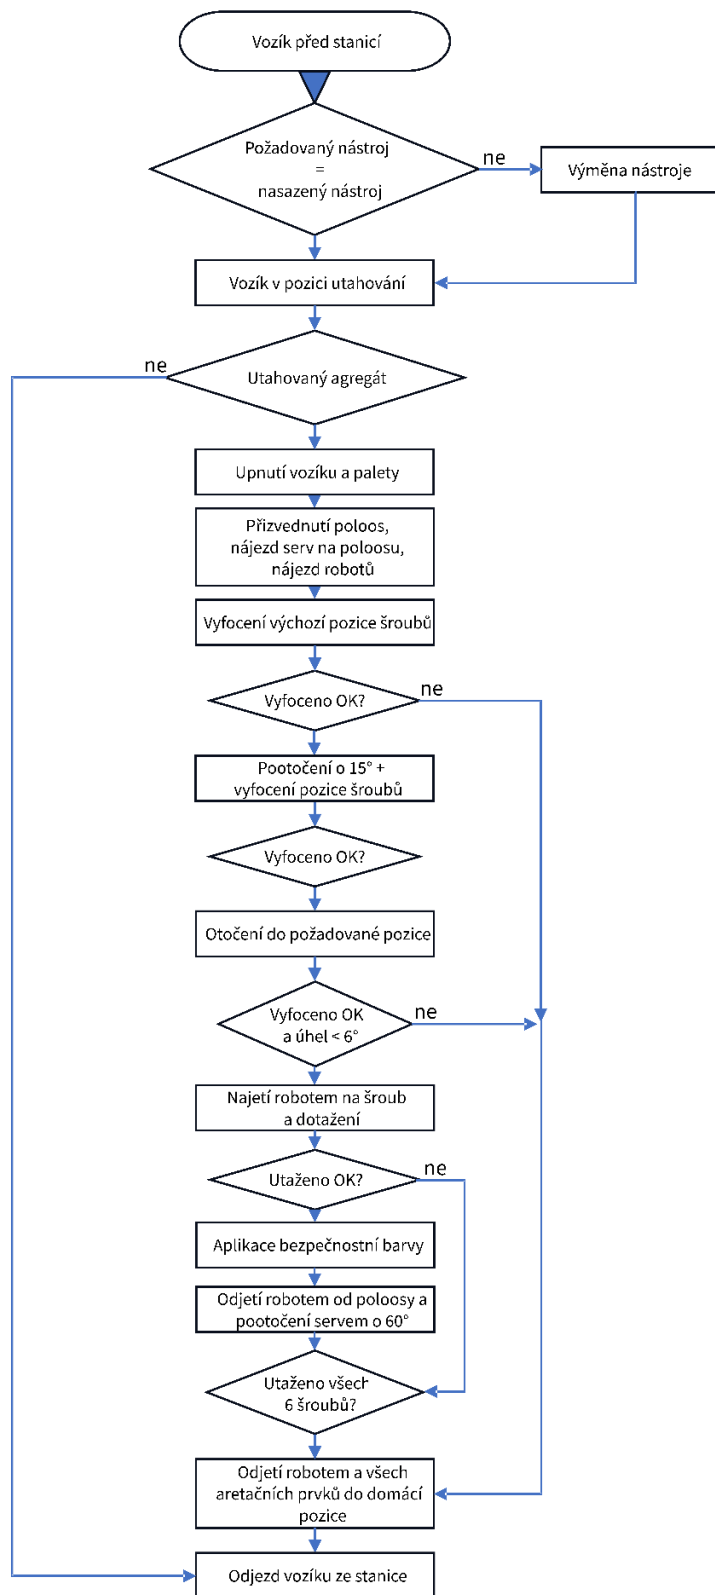 Vozík před stanicí
Požadovaný nástroj
=
nasazený nástroj
ne
Výměna nástroje
Vozík v pozici utahování
ne
Utahovaný agregát
Upnutí vozíku a palety
Přizvednutí poloos,
nájezd serv na poloosu,
nájezd robotů
Vyfocení výchozí pozice šroubů
Vyfoceno OK?
ne
Pootočení o 15° +
vyfocení pozice šroubů
Vyfoceno OK?
Otočení do požadované pozice
Vyfoceno OK
a úhel < 6°
ne
Najetí robotem na šroub
a dotažení
Utaženo OK?
ne
Aplikace bezpečnostní barvy
Odjetí robotem od poloosy a
pootočení servem o 60°
Utaženo všech
6 šroubů?
Odjetí robotem a všech
aretačních prvků do domácí
pozice
Odjezd vozíku ze stanice